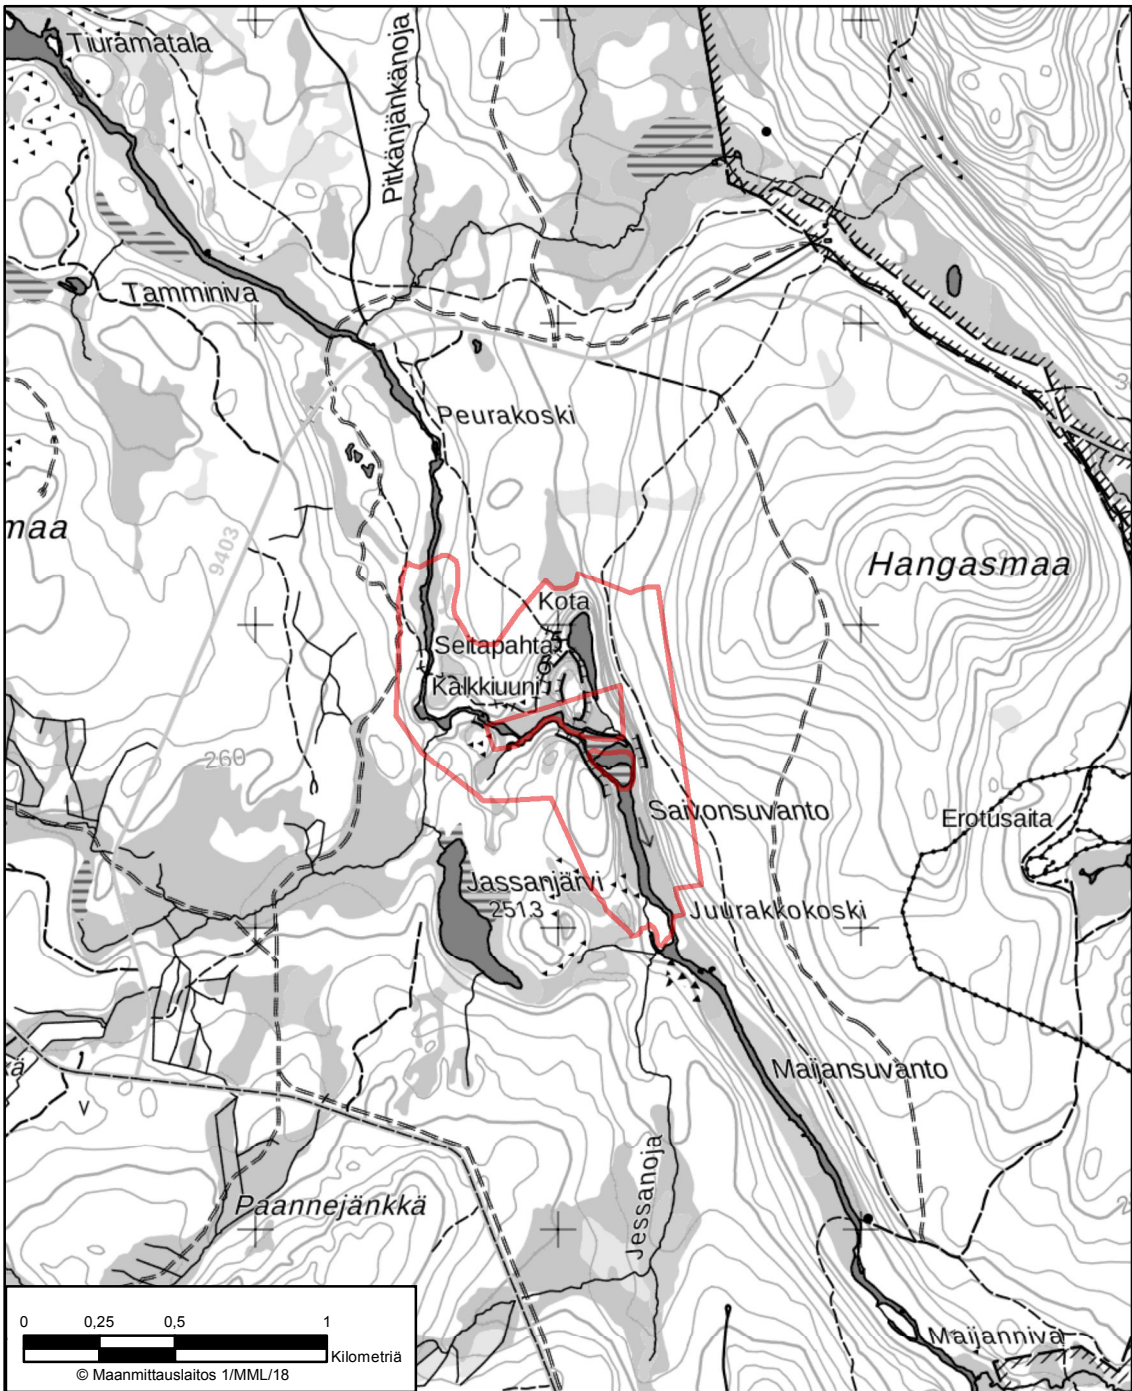 Tiurämatala
Pitkänjänkänoja
Tamminiva
Peurakoski
maa
9403
Hangasmaa
Kota
Seitapahta
Kalkkiuuni
260
Saivonsuvanto
Erotusaita
Jassanjärvi
251.3
Juurakkokoski
Maijansuvanto
Jessanoja
Paannejänkkä
Maijanniva
0 0,25 0,5 1
Kilometriä
© Maanmittauslaitos 1/MML/18